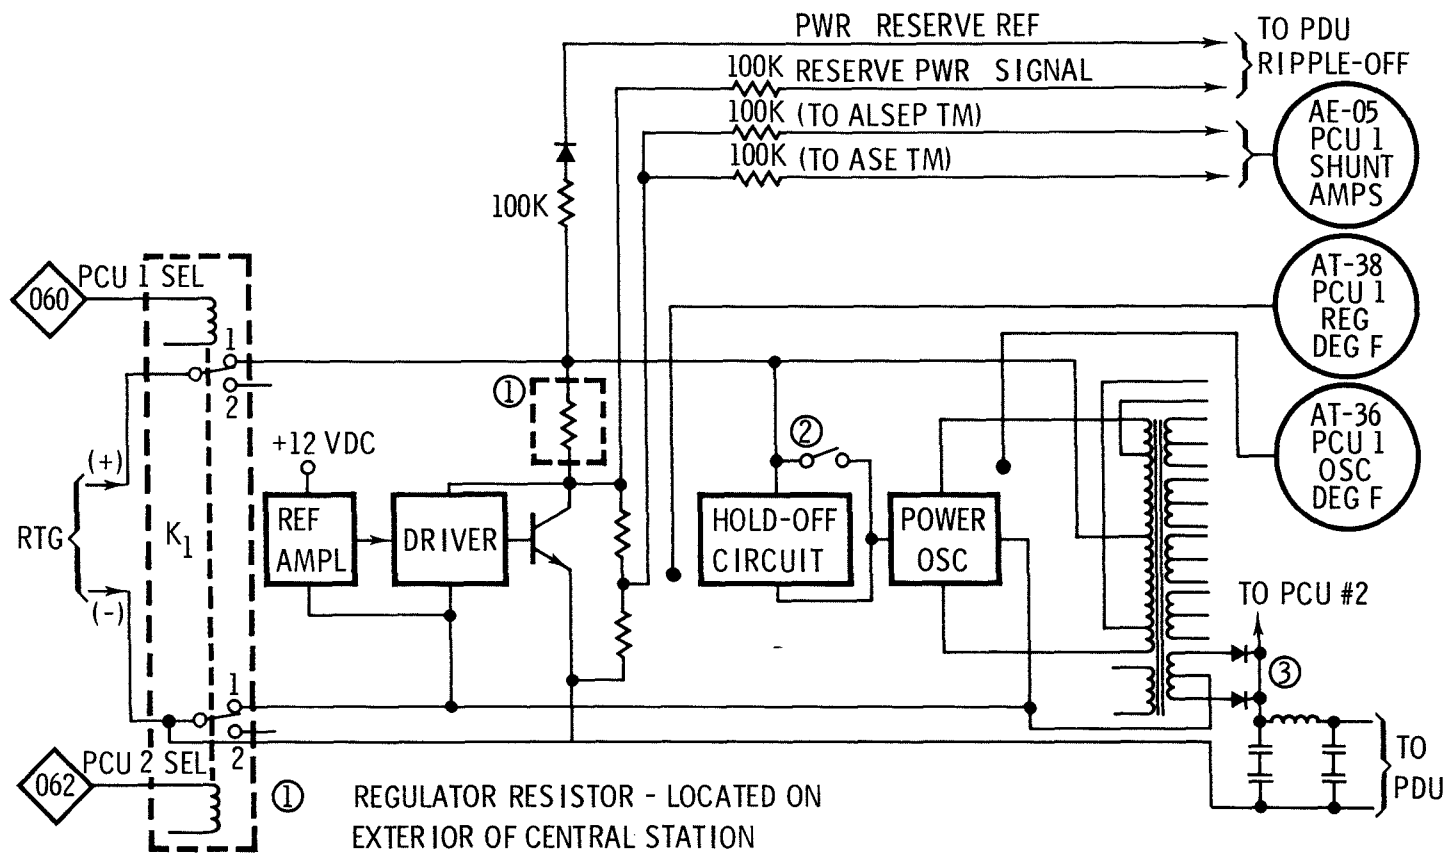 PWR RESERVE REF
TO PDU
RIPPLE-OFF
100K RESERVE PWR SIGNAL
100K (TO ALSEP TM)
100K (TO ASE TM)
AE-05
PCU 1
SHUNT
AMPS
100K
060
PCU 1 SEL
AT-38
PCU 1
REG
DEG F
1
2
①
AT-36
PCU 1
OSC
DEG F
+12 VDC
②
(+)
RTG
(-)
K1
REF
AMPL
DRIVER
HOLD-OFF
CIRCUIT
POWER
OSC
TO PCU #2
③
1
2
062
PCU 2 SEL
TO
PDU
① REGULATOR RESISTOR - LOCATED ON
EXTERIOR OF CENTRAL STATION